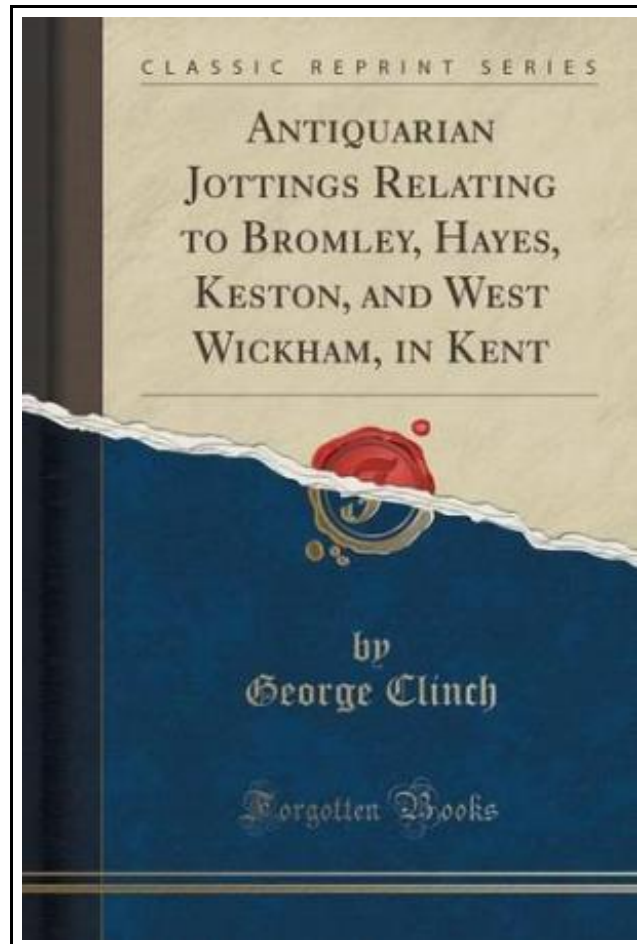 CLASSIC REPRINT SERIES
ANTIQUARIAN
JOTTINGS RELATING
TO BROMLEY, HAYES,
KESTON, AND WEST
WICKHAM, IN KENT
by
George Clinch
Forgotten Books